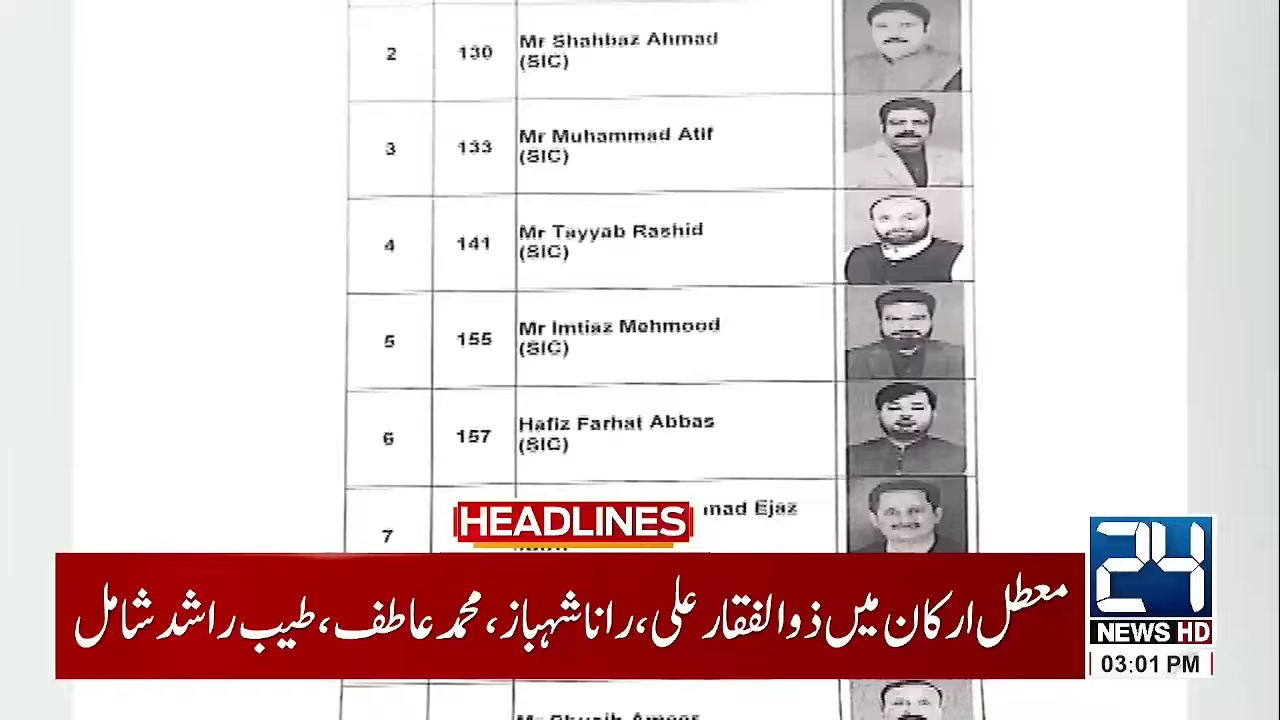 2 130 Mr Shahbaz Ahmad
(SIC)
3 133 Mr Muhammad Atif
(SIC)
4 141 Mr Tayyab Rashid
(SIC)
5 155 Mr Imtiaz Mehmood
(SIC)
6 157 Hafiz Farhat Abbas
(SIC)
7 Ejaz
HEADLINES
معطل ارکان میں ذوالفقار علی، رانا شہباز، محمد عاطف، طیب راشد شامل
24
NEWS HD
03:01 PM